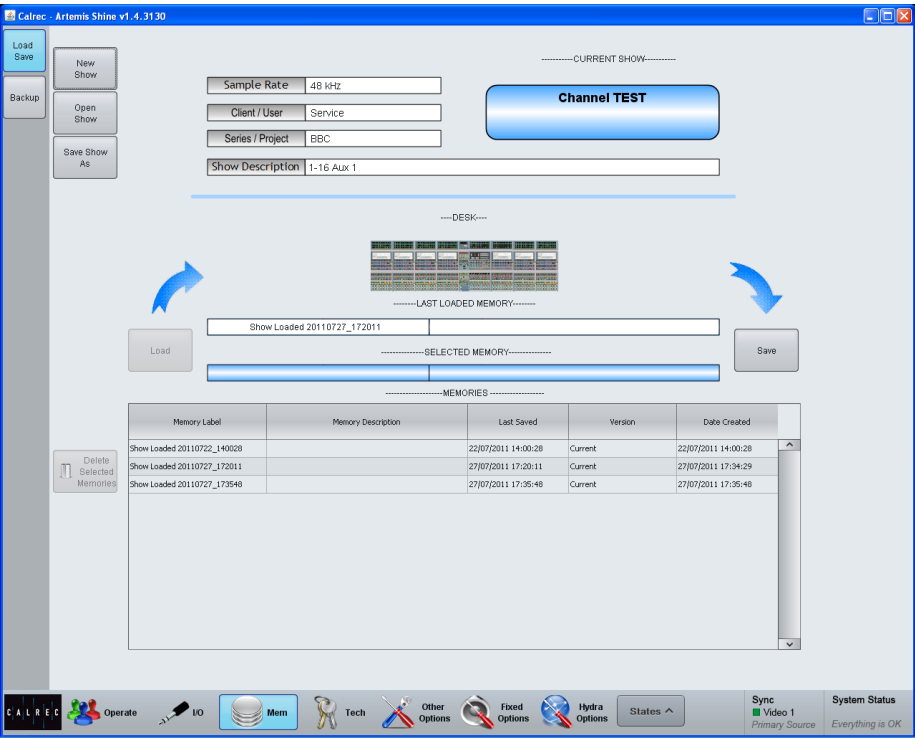 Calrec - Artemis Shine v1.4.3130
Load
Save
Backup
New
Show
Open
Show
Save Show
As
Sample Rate 48 kHz
Client / User Service
Series / Project BBC
Show Description 1-16 Aux 1
-----------CURRENT SHOW-----------
Channel TEST
----DESK----
--------LAST LOADED MEMORY--------
Show Loaded 20110727_172011
Load
---------------SELECTED MEMORY---------------
Save
--------------------MEMORIES -------------------
Memory Label Memory Description Last Saved Version Date Created
Show Loaded 20110722_140028 22/07/2011 14:00:28 Current 22/07/2011 14:00:28
Show Loaded 20110727_172011 27/07/2011 17:20:11 Current 27/07/2011 17:34:29
Show Loaded 20110727_173548 27/07/2011 17:35:48 Current 27/07/2011 17:35:48
Delete
Selected
Memories
CALREC
Operate
I/O
Mem
Tech
Other
Options
Fixed
Options
Hydra
Options
States
Sync
Video 1
Primary Source
System Status
Everything is OK